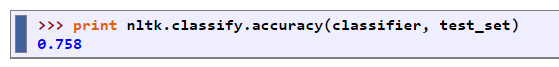 >>> print nltk.classify.accuracy(classifier, test_set)
0.758